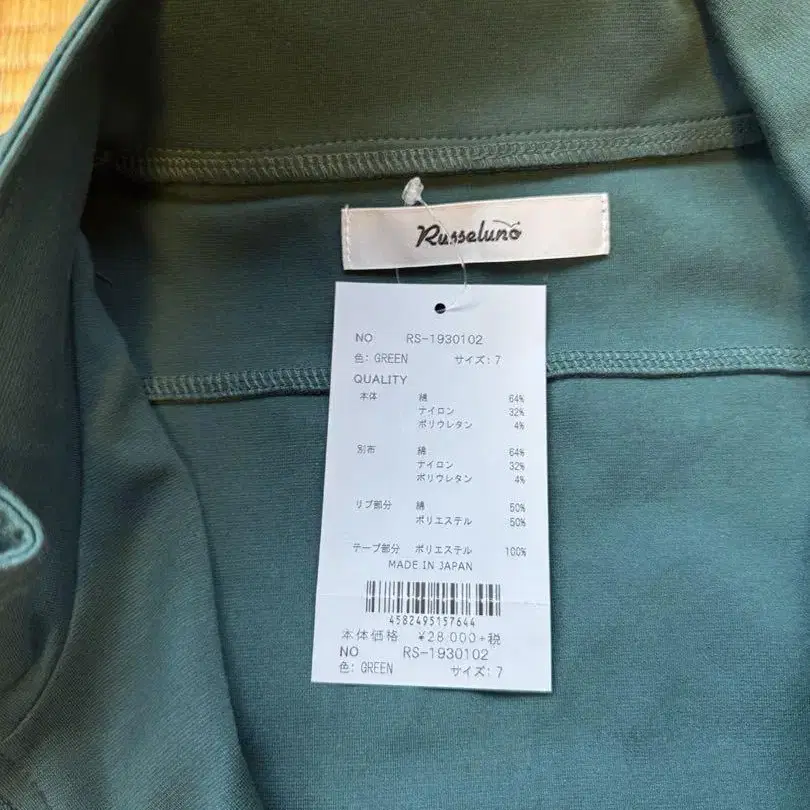 Russeluno
NO RS-1930102
色: GREEN サイズ: 7
QUALITY
本体 綿 64%
ナイロン 32%
ポリウレタン 4%
別布 綿 64%
ナイロン 32%
ポリウレタン 4%
リブ部分 綿 50%
ポリエステル 50%
テープ部分 ポリエステル 100%
MADE IN JAPAN
4582495157644
本体価格 ¥28,000+税
NO RS-1930102
色: GREEN サイズ: 7